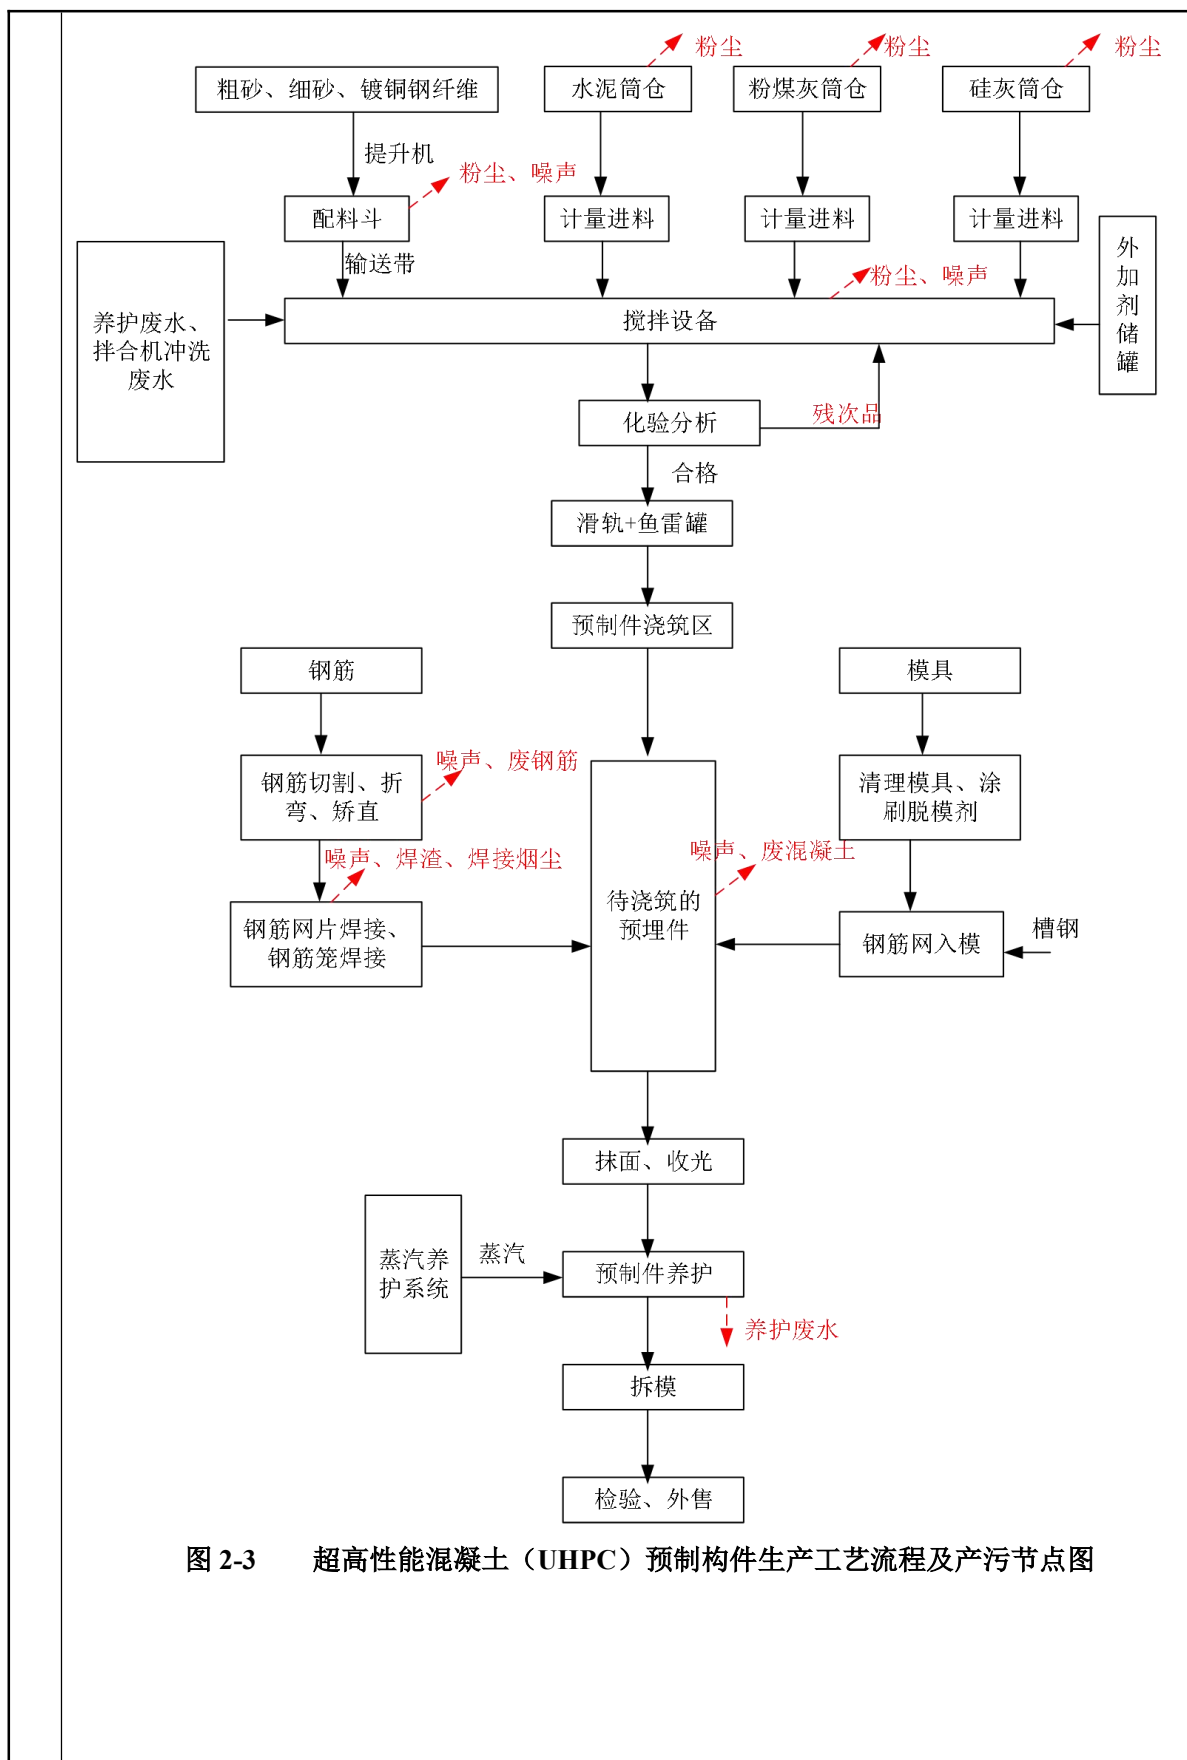 粉尘
粉尘
粉尘
粗砂、细砂、镀铜钢纤维
水泥筒仓
粉煤灰筒仓
硅灰筒仓
提升机
粉尘、噪声
配料斗
计量进料
计量进料
计量进料
输送带
粉尘、噪声
外
加
剂
储
罐
养护废水、
拌合机冲洗
废水
搅拌设备
化验分析
残次品
合格
滑轨+鱼雷罐
预制件浇筑区
钢筋
模具
噪声、废钢筋
钢筋切割、折
弯、矫直
清理模具、涂
刷脱模剂
噪声、焊渣、焊接烟尘
噪声、废混凝土
待浇筑的
预埋件
钢筋网片焊接、
钢筋笼焊接
钢筋网入模
槽钢
抹面、收光
蒸汽养
护系统
蒸汽
预制件养护
养护废水
拆模
检验、外售
图 2-3 超高性能混凝土（UHPC）预制构件生产工艺流程及产污节点图